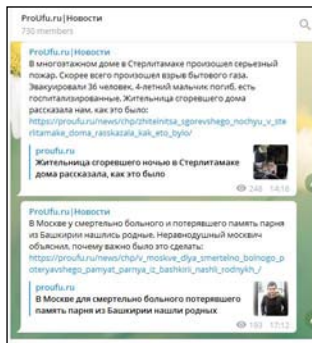 ProUfu.ru|Новости
730 members
ProUfu.ru|Новости
В многоэтажном доме в Стерлитамаке произошел серьезный
пожар. Скорее всего произошел взрыв бытового газа.
Эвакуировали 36 человек, 4-летний мальчик погиб, есть
госпитализированные. Жительница сгоревшего дома
рассказала нам, как это было:
https://proufu.ru/news/chp/zhitelnitsa_sgorevshego_nochyu_v_ste
rlitamake_doma_rasskazala_kak_eto_bylo/
proufu.ru
Жительница сгоревшего ночью в Стерлитамаке
дома рассказала, как это было
248 14:16
ProUfu.ru|Новости
В Москве у смертельно больного и потерявшего память парня
из Башкирии нашлись родные. Неравнодушный москвич
объяснил, почему важно было это сделать:
https://proufu.ru/news/chp/v_moskve_dlya_smertelno_bolnogo_p
oteryavshego_pamyat_parnya_iz_bashkirii_nashli_rodnykh_/
proufu.ru
В Москве для смертельно больного потерявшего
память парня из Башкирии нашли родных
193 17:12